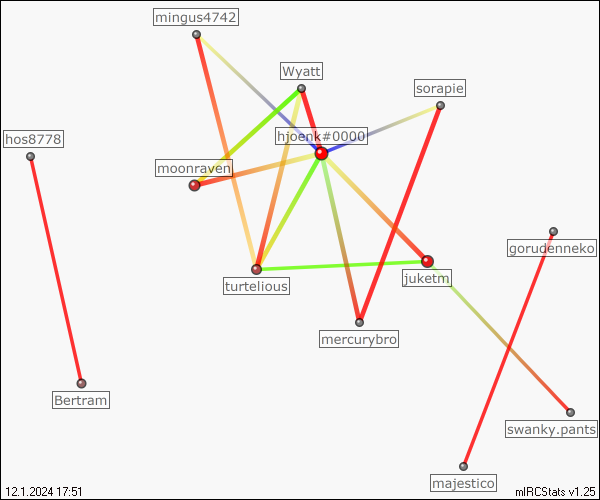 mingus4742
Wyatt
sorapie
hjoenk#0000
hos8778
moonraven
gorudenneko
turtelious
juketm
mercurybro
Bertram
swanky.pants
majestico
12.1.2024 17:51
mIRCStats v1.25